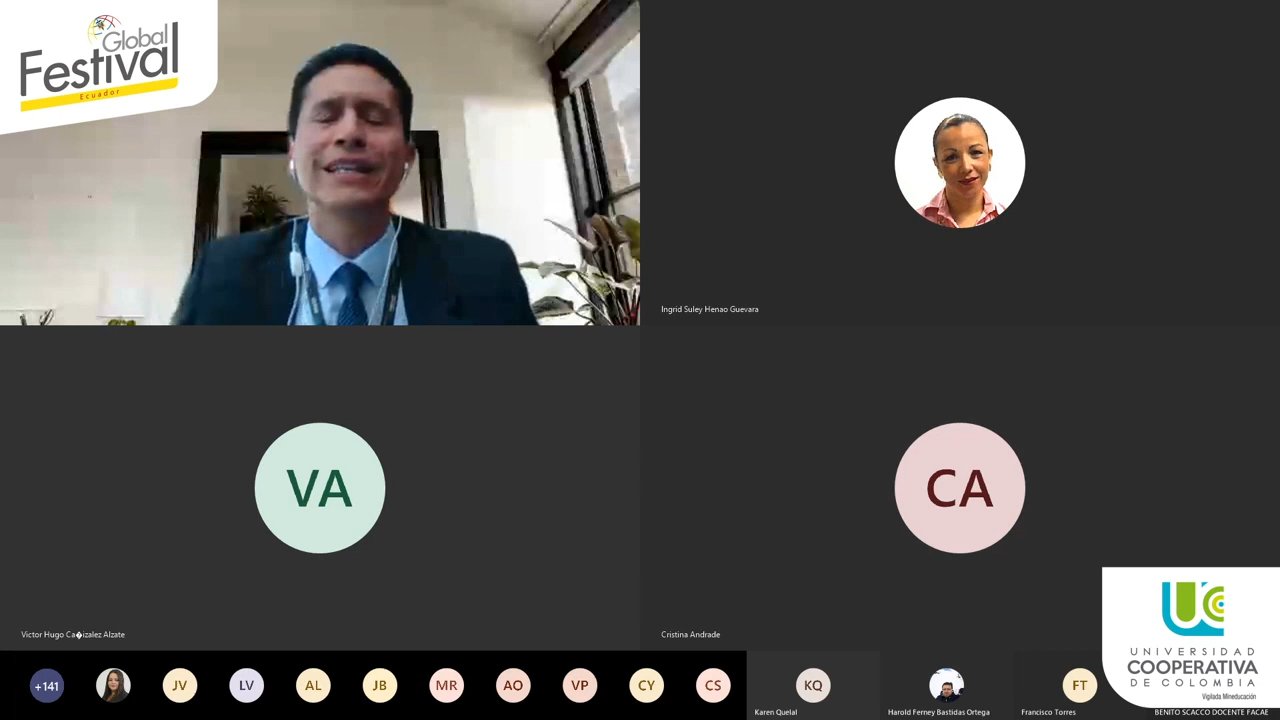 Global
Festival
Ecuador
Ingrid Suley Henao Guevara
VA
CA
Victor Hugo Ca�izalez Alzate
Cristina Andrade
UNIVERSIDAD
COOPERATIVA
DE COLOMBIA
Vigilada Mineducación
+141
JV
LV
AL
JB
MR
AO
VP
CY
CS
KQ
FT
Karen Quelal
Harold Ferney Bastidas Ortega
Francisco Torres
BENITO SCACCO DOCENTE FACAE